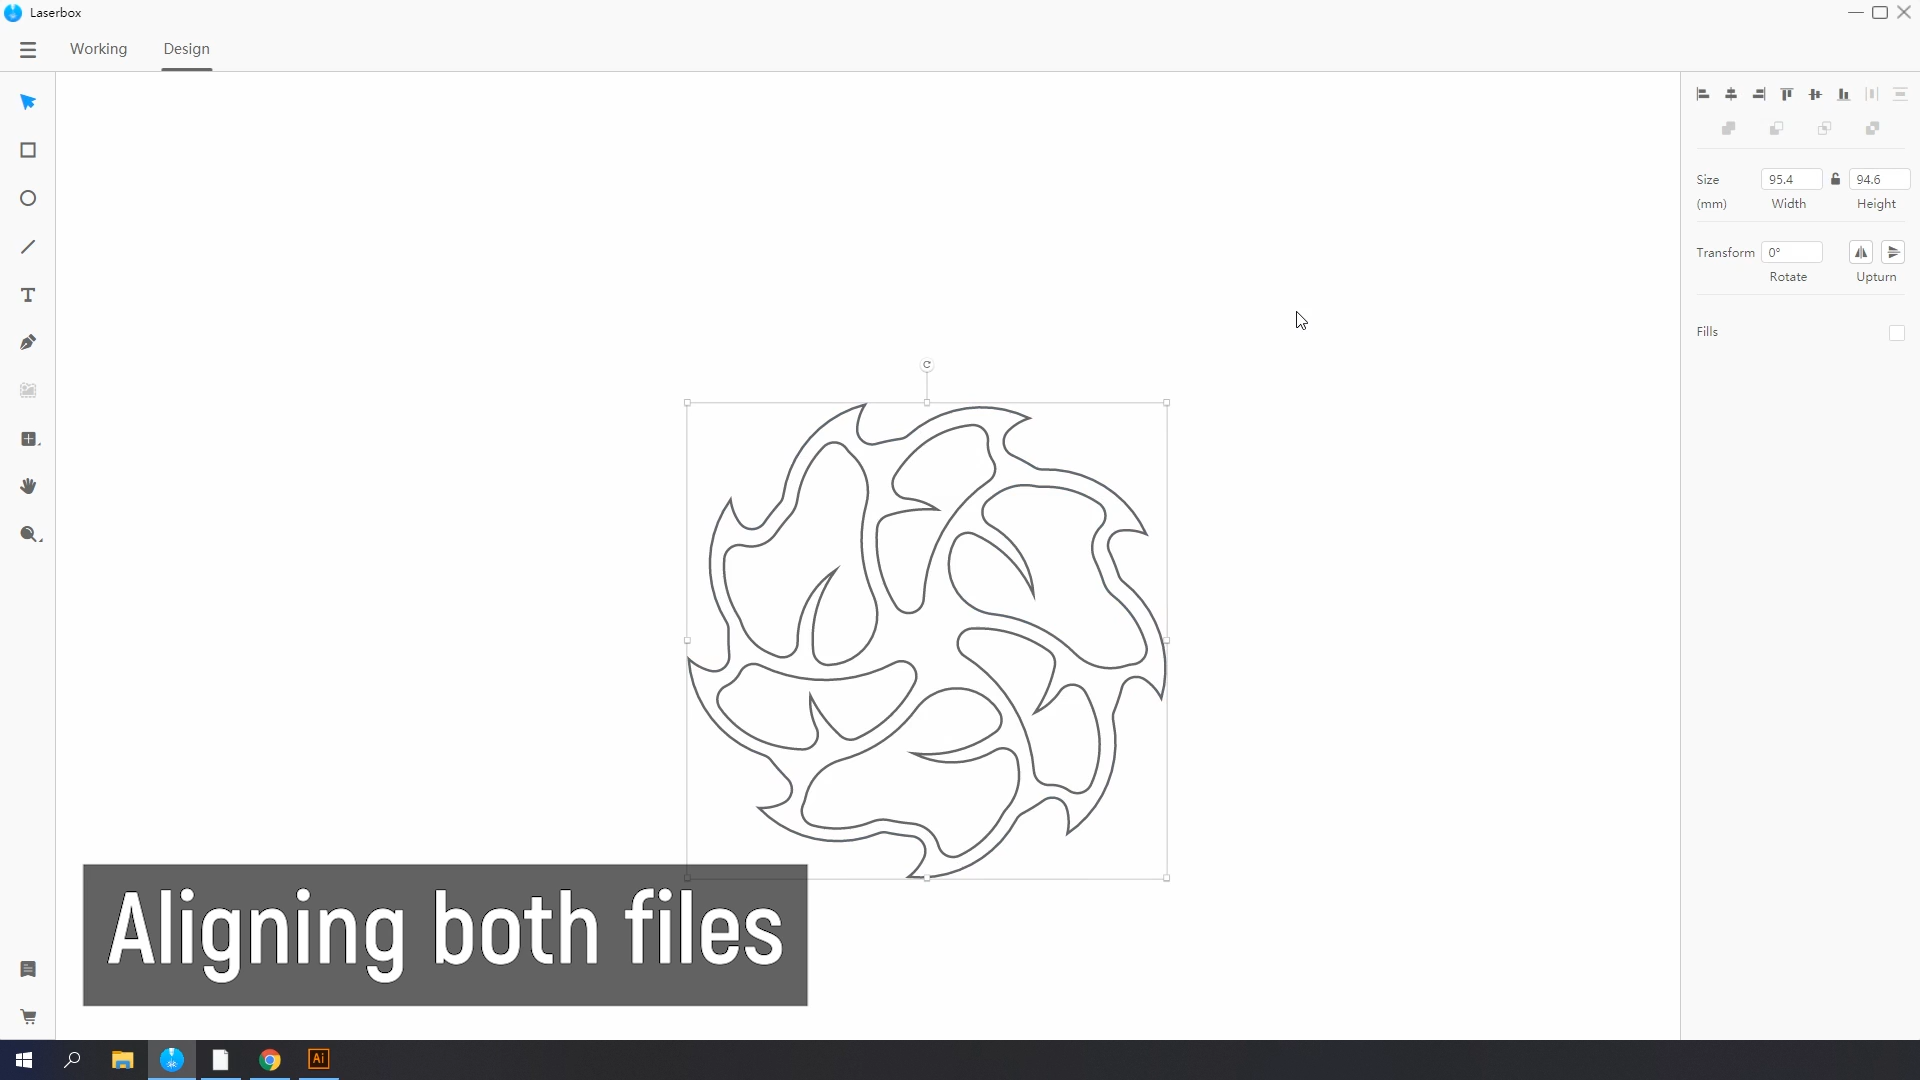 Laserbox
Working
Design
Size
95.4
94.6
(mm)
Width
Height
Transform
0°
Rotate
Upturn
Fills
T
Aligning both files
Ai